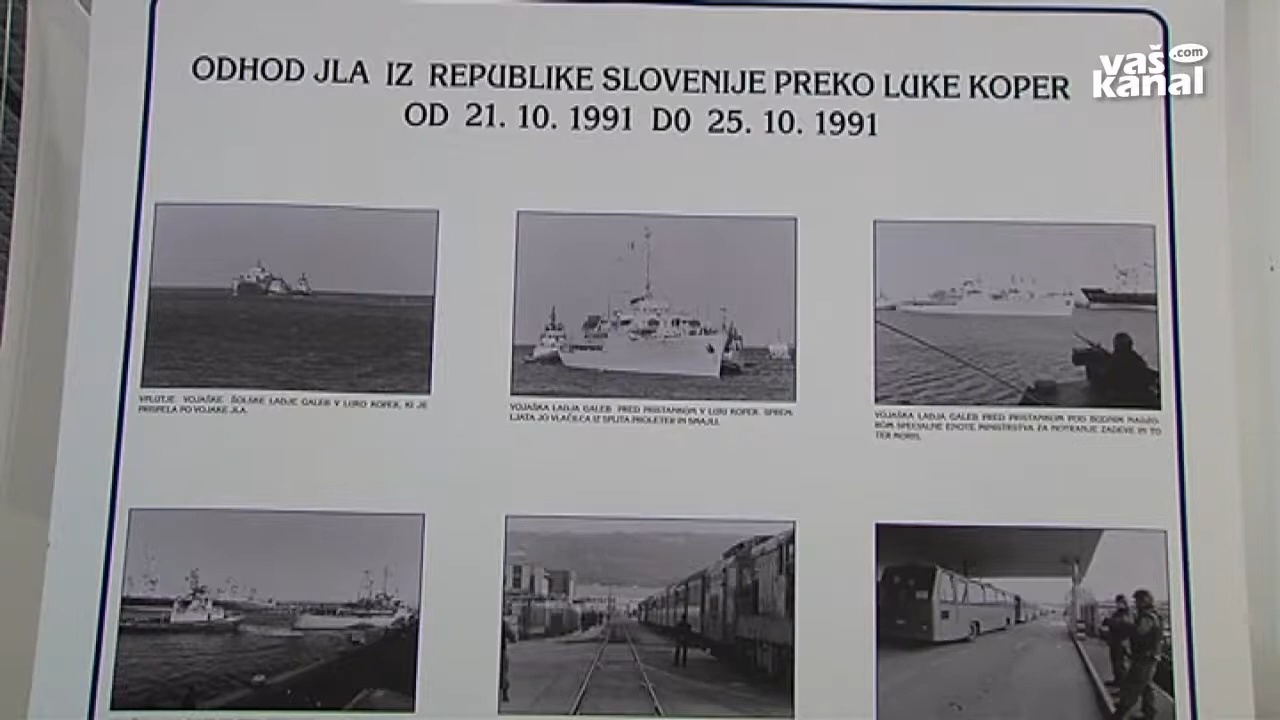 vaš
.com
kanal
ODHOD JLA IZ REPUBLIKE SLOVENIJE PREKO LUKE KOPER
OD 21. 10. 1991 DO 25. 10. 1991
VPLUTJE VOJAŠKE ŠOLSKE LADJE GALEB V LUKO KOPER, KI JE
PRISPELA PO VOJAKE JLA.
VOJAŠKA LADJA GALEB PRED PRISTANKOM V LUKI KOPER. SPREM-
LJATA JO VLAČILCA IZ SPLITA PROLETER IN SMAJLI.
VOJAŠKA LADJA GALEB PRED PRISTANKOM POD BUDNIM NADZO-
ROM SPECIALNE ENOTE MINISTRSTVA ZA NOTRANJE ZADEVE IN TO
TER MORIS.